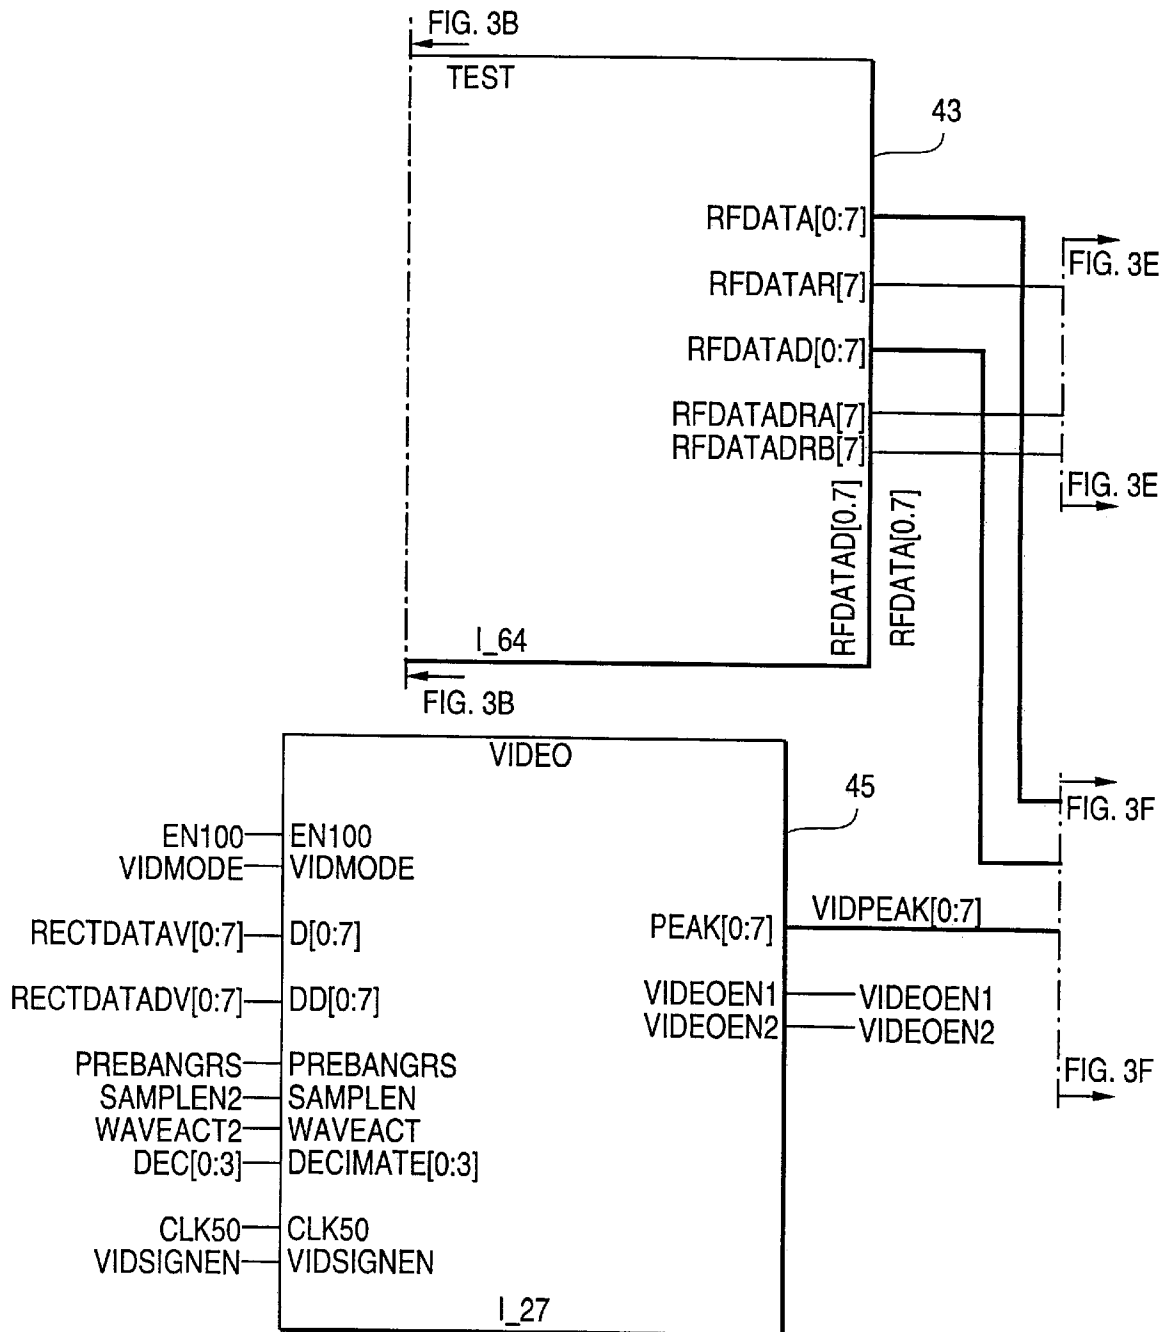 FIG. 3B
TEST
43
RFDATA[0:7]
RFDATAR[7]
RFDATAD[0:7]
RFDATADRA[7]
RFDATADRB[7]
RFDATAD[0.7]
RFDATA[0.7]
FIG. 3E
FIG. 3E
I_64
FIG. 3B
VIDEO
45
FIG. 3F
EN100 EN100
VIDMODE VIDMODE
RECTDATAV[0:7] D[0:7]
PEAK[0:7] VIDPEAK[0:7]
RECTDATADV[0:7] DD[0:7]
VIDEOEN1 VIDEOEN1
VIDEOEN2 VIDEOEN2
PREBANGRS PREBANGRS
SAMPLEN2 SAMPLEN
WAVEACT2 WAVEACT
DEC[0:3] DECIMATE[0:3]
FIG. 3F
CLK50 CLK50
VIDSIGNEN VIDSIGNEN
I_27